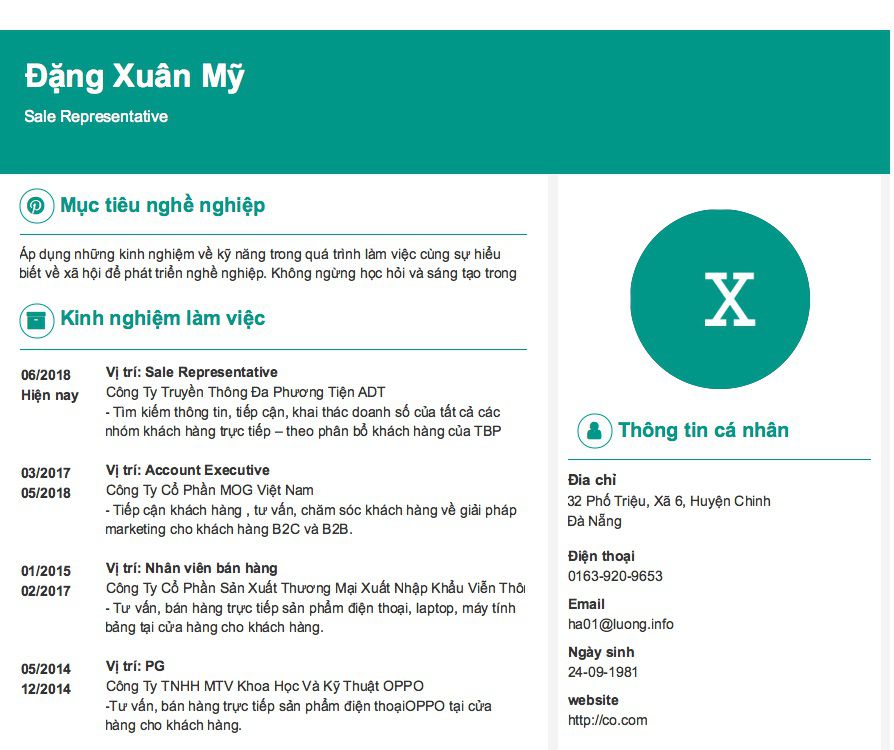 Đặng Xuân Mỹ
Sale Representative
Mục tiêu nghề nghiệp
Áp dụng những kinh nghiệm về kỹ năng trong quá trình làm việc cùng sự hiểu
biết về xã hội để phát triển nghề nghiệp. Không ngừng học hỏi và sáng tạo trong
Kinh nghiệm làm việc
06/2018
Hiện nay
Vị trí: Sale Representative
Công Ty Truyền Thông Đa Phương Tiện ADT
- Tìm kiếm thông tin, tiếp cận, khai thác doanh số của tất cả các
nhóm khách hàng trực tiếp – theo phân bổ khách hàng của TBP
03/2017
05/2018
Vị trí: Account Executive
Công Ty Cổ Phần MOG Việt Nam
- Tiếp cận khách hàng , tư vấn, chăm sóc khách hàng về giải pháp
marketing cho khách hàng B2C và B2B.
01/2015
02/2017
Vị trí: Nhân viên bán hàng
Công Ty Cổ Phần Sản Xuất Thương Mại Xuất Nhập Khẩu Viễn
- Tư vấn, bán hàng trực tiếp sản phẩm điện thoại, laptop, máy tính
bảng tại cửa hàng cho khách hàng.
05/2014
12/2014
Vị trí: PG
Công Ty TNHH MTV Khoa Học Và Kỹ Thuật OPPO
-Tư vấn, bán hàng trực tiếp sản phẩm điện thoạiOPPO tại cửa
hàng cho khách hàng.
X
Thông tin cá nhân
Đia chỉ
32 Phố Triệu, Xã 6, Huyện Chinh
Đà Nẵng
Điện thoại
0163-920-9653
Email
ha01@luong.info
Ngày sinh
24-09-1981
website
http://co.com